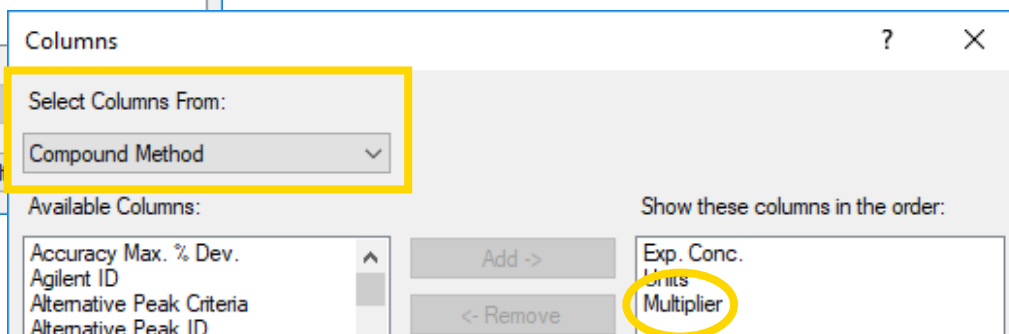 Columns
?
Select Columns From:
Compound Method
Available Columns:
Show these columns in the order:
Accuracy Max. % Dev.
Agilent ID
Alternative Peak Criteria
Alternative Peak ID
Add ->
<- Remove
Exp. Conc.
Units
Multiplier